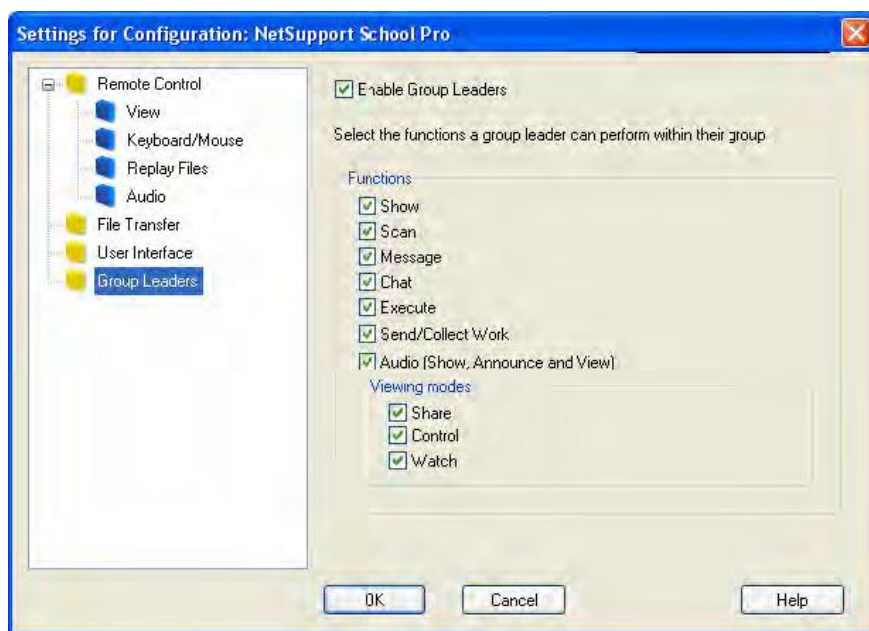 Settings for Configuration: NetSupport School Pro
Remote Control
View
Keyboard/Mouse
Replay Files
Audio
File Transfer
User Interface
Group Leaders
Enable Group Leaders
Select the functions a group leader can perform within their group
Functions
Show
Scan
Message
Chat
Execute
Send/Collect Work
Audio (Show, Announce and View)
Viewing modes
Share
Control
Watch
OK
Cancel
Help